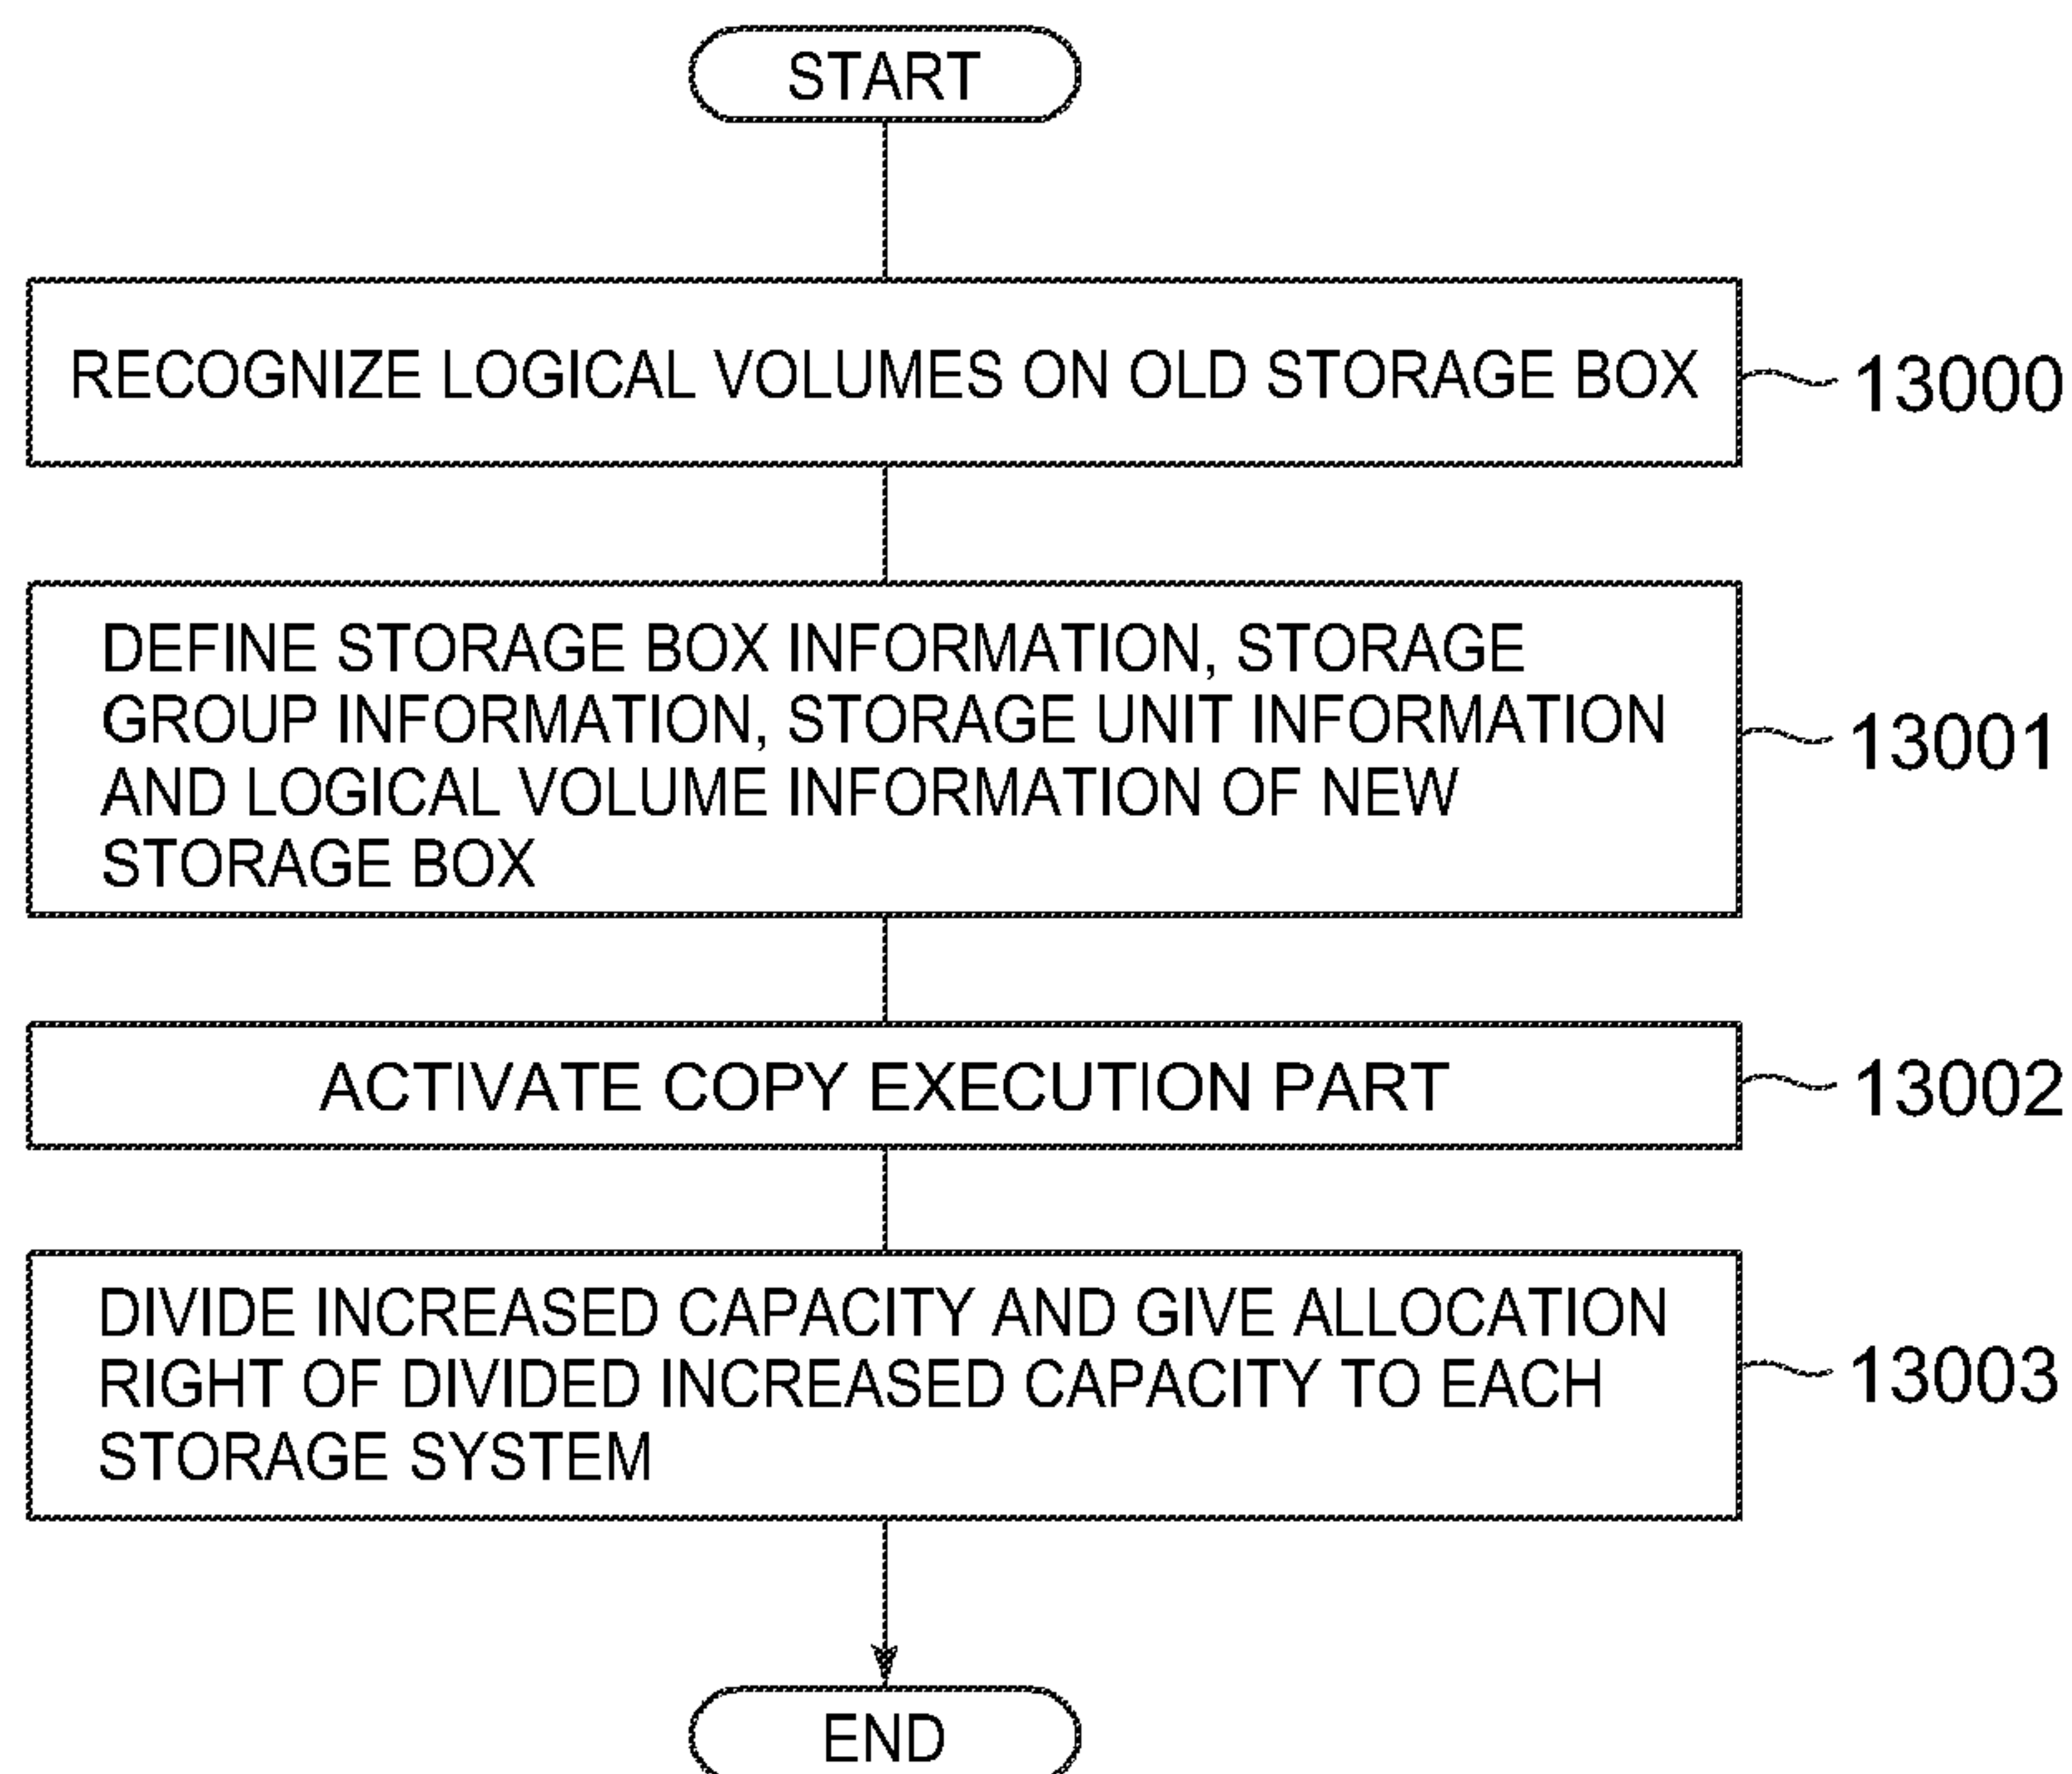 START
RECOGNIZE LOGICAL VOLUMES ON OLD STORAGE BOX
13000
DEFINE STORAGE BOX INFORMATION, STORAGE
GROUP INFORMATION, STORAGE UNIT INFORMATION
AND LOGICAL VOLUME INFORMATION OF NEW
STORAGE BOX
13001
ACTIVATE COPY EXECUTION PART
13002
DIVIDE INCREASED CAPACITY AND GIVE ALLOCATION
RIGHT OF DIVIDED INCREASED CAPACITY TO EACH
STORAGE SYSTEM
13003
END